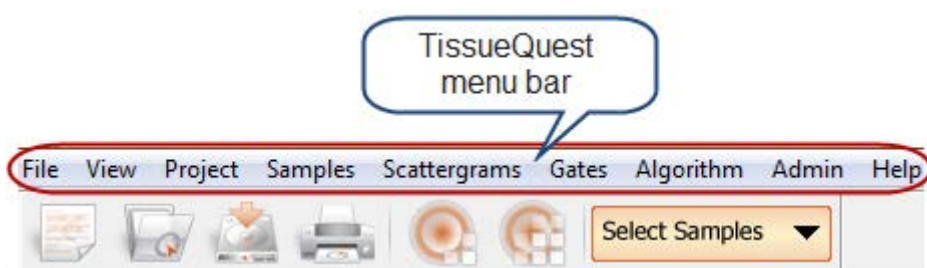 TissueQuest
menu bar
File View Project Samples Scattergrams Gates Algorithm Admin Help
Select Samples